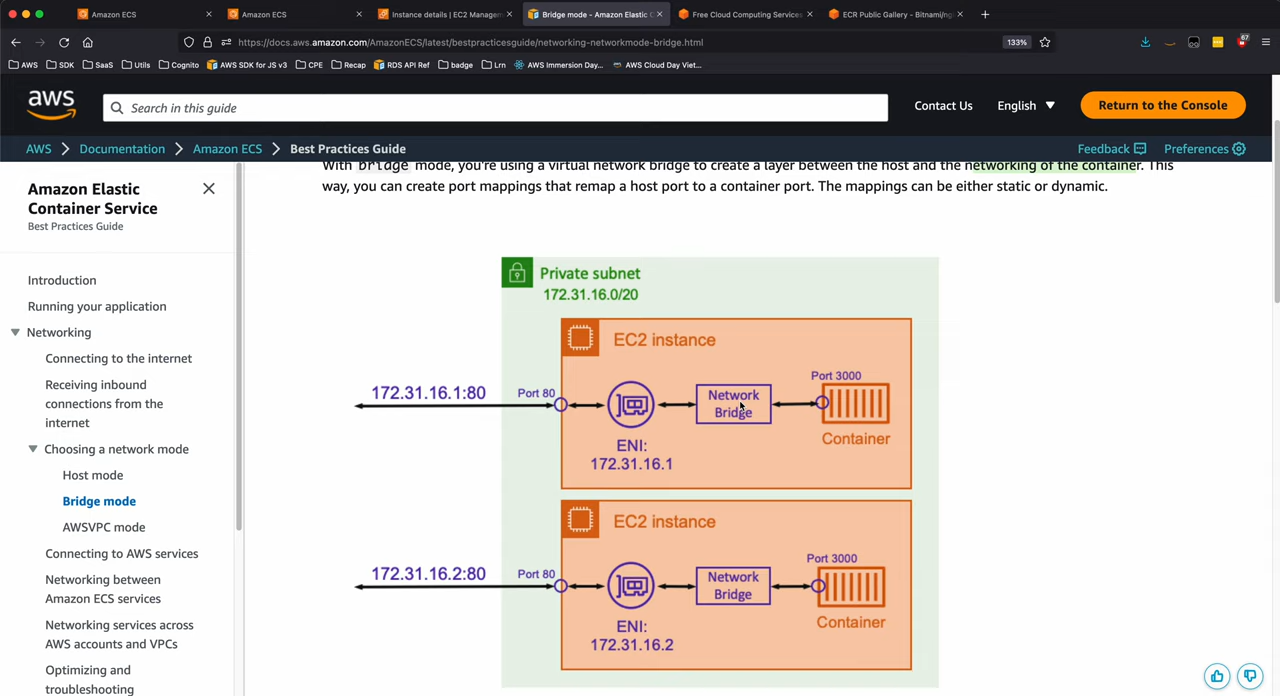 Amazon ECS
Amazon ECS
Instance details | EC2 Managem
Bridge mode - Amazon Elastic C
Free Cloud Computing Services
ECR Public Gallery - Bitnami/ng
https://docs.aws.amazon.com/AmazonECS/latest/bestpracticesguide/networking-networkmode-bridge.html
133%
67
AWS
SDK
SaaS
Utils
Cognito
AWS SDK for JS v3
CPE
Recap
RDS API Ref
badge
Lrn
AWS Immersion Day...
AWS Cloud Day Viet...
aws
Search in this guide
Contact Us
English
Return to the Console
AWS
Documentation
Amazon ECS
Best Practices Guide
Feedback
Preferences
Amazon Elastic
Container Service
Best Practices Guide
Introduction
Running your application
Networking
Connecting to the internet
Receiving inbound
connections from the
internet
Choosing a network mode
Host mode
Bridge mode
AWSVPC mode
Connecting to AWS services
Networking between
Amazon ECS services
Networking services across
AWS accounts and VPCs
Optimizing and
troubleshooting
With bridge mode, you're using a virtual network bridge to create a layer between the host and the networking of the container. This
way, you can create port mappings that remap a host port to a container port. The mappings can be either static or dynamic.
Private subnet
172.31.16.0/20
EC2 instance
172.31.16.1:80
Port 80
Network
Bridge
Port 3000
Container
ENI:
172.31.16.1
EC2 instance
172.31.16.2:80
Port 80
Network
Bridge
Port 3000
Container
ENI:
172.31.16.2